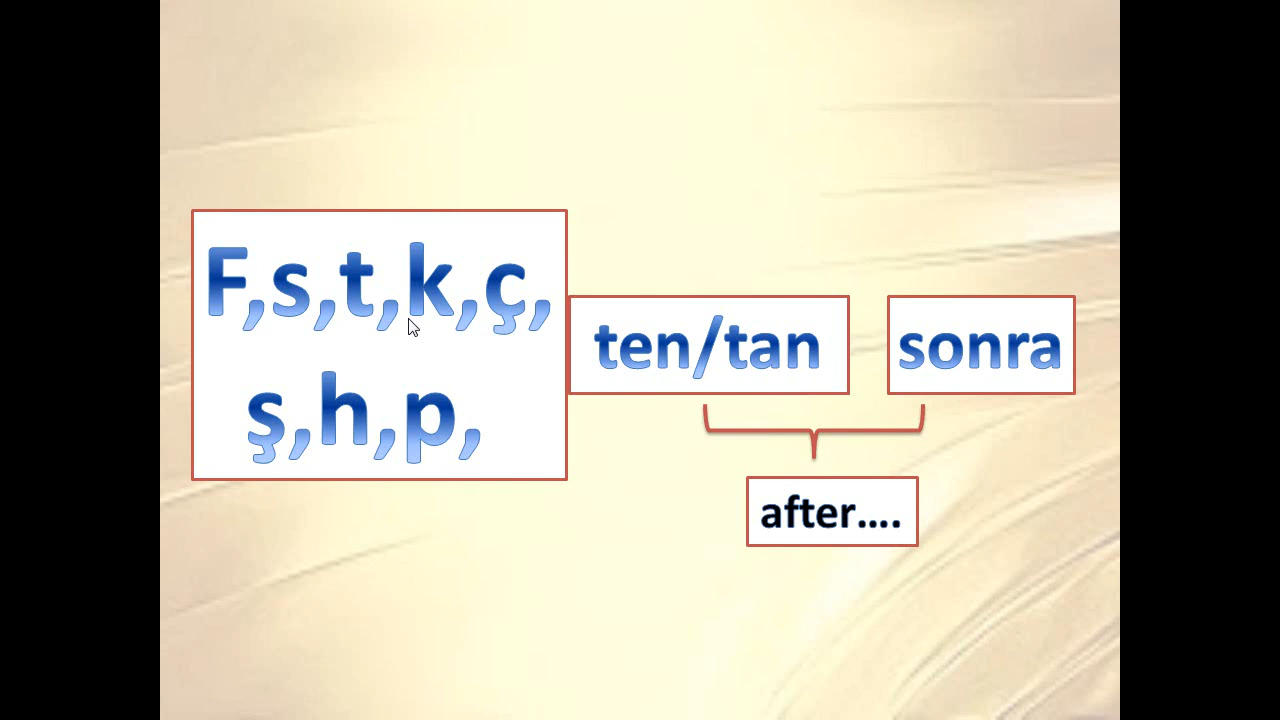 F,s,t,k,ç,
ş,h,p,
ten/tan
sonra
after....